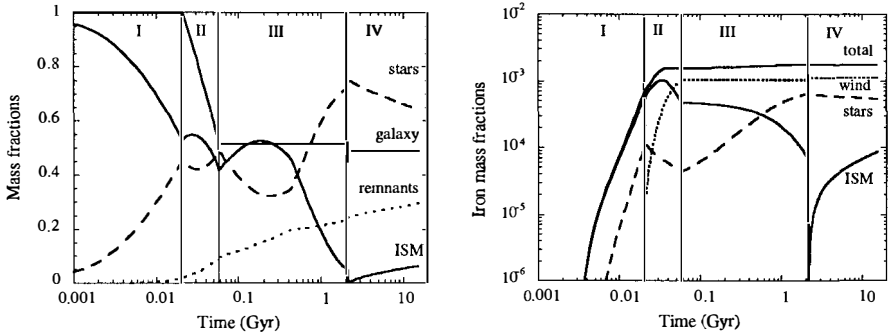 I II III IV
stars
galaxy
remnants
ISM
1
0.8
0.6
0.4
0.2
0
Mass fractions
0.001 0.01 0.1 1 10
Time (Gyr)
I II III IV
total
wind
stars
ISM
10-2
10-3
10-4
10-5
10-6
Iron mass fractions
0.001 0.01 0.1 1 10
Time (Gyr)